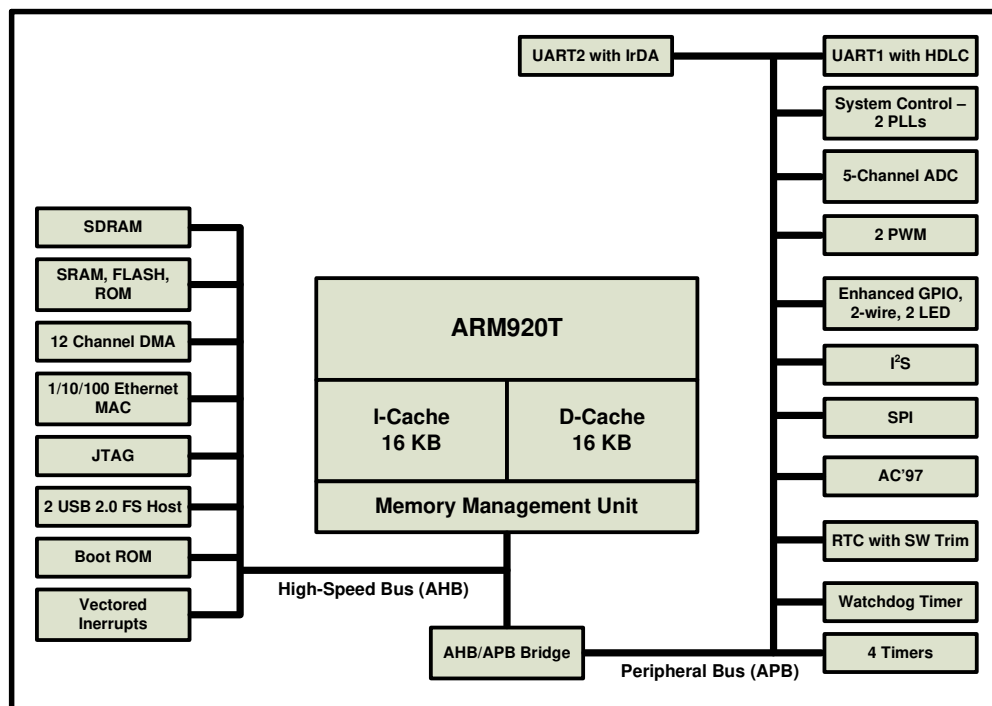 UART2 with IrDA
UART1 with HDLC
System Control –
2 PLLs
5-Channel ADC
2 PWM
Enhanced GPIO,
2-wire, 2 LED
I²S
SPI
AC’97
RTC with SW Trim
Watchdog Timer
4 Timers
SDRAM
SRAM, FLASH,
ROM
12 Channel DMA
1/10/100 Ethernet
MAC
JTAG
2 USB 2.0 FS Host
Boot ROM
Vectored
Inerrupts
ARM920T
I-Cache
16 KB
D-Cache
16 KB
Memory Management Unit
High-Speed Bus (AHB)
AHB/APB Bridge
Peripheral Bus (APB)